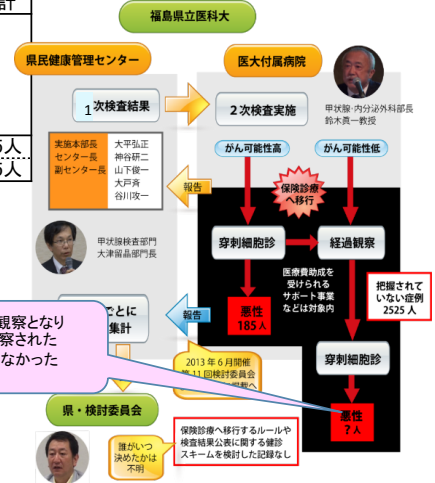 計
福島県立医科大
県民健康管理センター
医大付属病院
1次検査結果
2次検査実施
甲状腺・内分泌外科部長
鈴木眞一教授
5人
5人
実施本部長
センター長
副センター長
大平弘正
神谷研二
山下俊一
大戸斉
谷川攻一
がん可能性高
がん可能性低
報告
保険診療
へ移行
甲状腺検査部門
大津留晶部門長
穿刺細胞診
経過観察
医療費助成を
受けられる
サポート事業
などは対象内
把握されて
いない症例
2525人
ごとに
集計
報告
悪性
185人
観察となり
察された
なかった
2013年6月開催
第11回検討委員会
掲載へ
穿刺細胞診
県・検討委員会
悪性
?人
誰がいつ
決めたかは
不明
保険診療へ移行するルールや
検査結果公表に関する健診
スキームを検討した記録なし